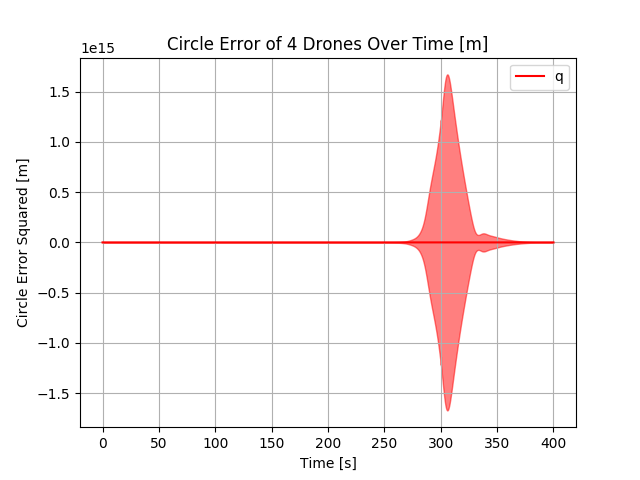 Circle Error of 4 Drones Over Time [m]
1e15
q
1.5
1.0
0.5
0.0
−0.5
−1.0
−1.5
Circle Error Squared [m]
0 50 100 150 200 250 300 350 400
Time [s]